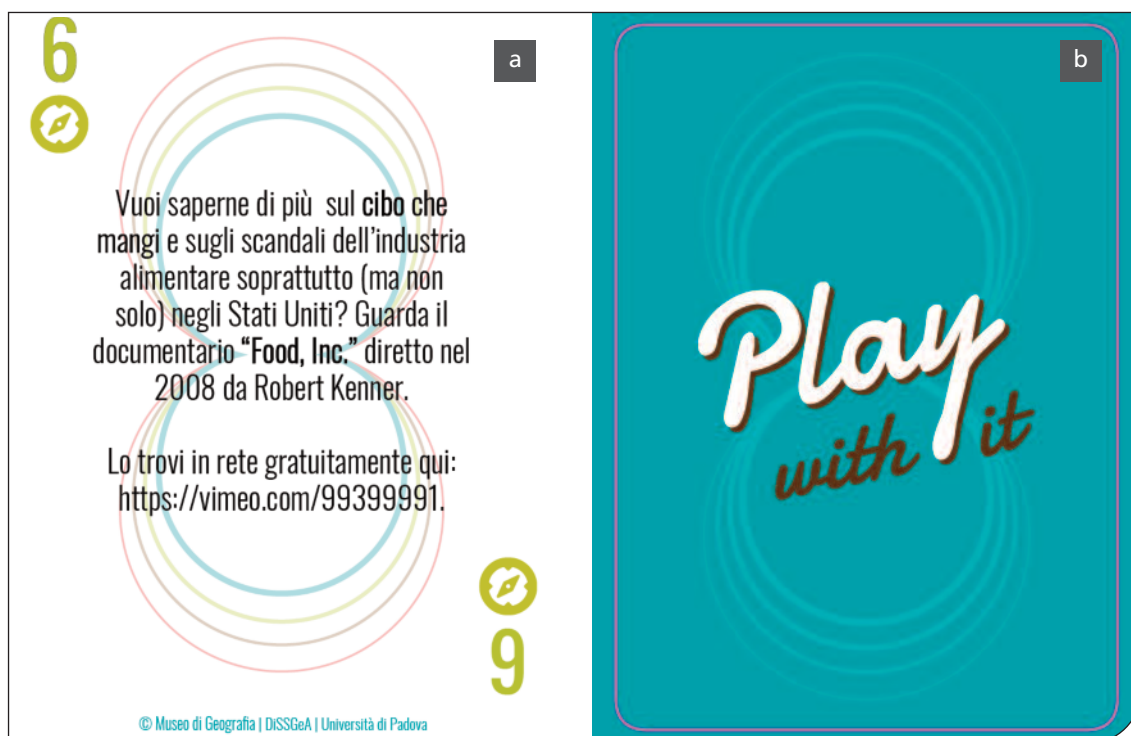 6
a
Vuoi saperne di più sul cibo che
mangi e sugli scandali dell'industria
alimentare soprattutto (ma non
solo) negli Stati Uniti? Guarda il
documentario “Food, Inc.” diretto nel
2008 da Robert Kenner.
Lo trovi in rete gratuitamente qui:
https://vimeo.com/99399991.
6
© Museo di Geografia | DiSSGeA | Università di Padova
b
Play
with it